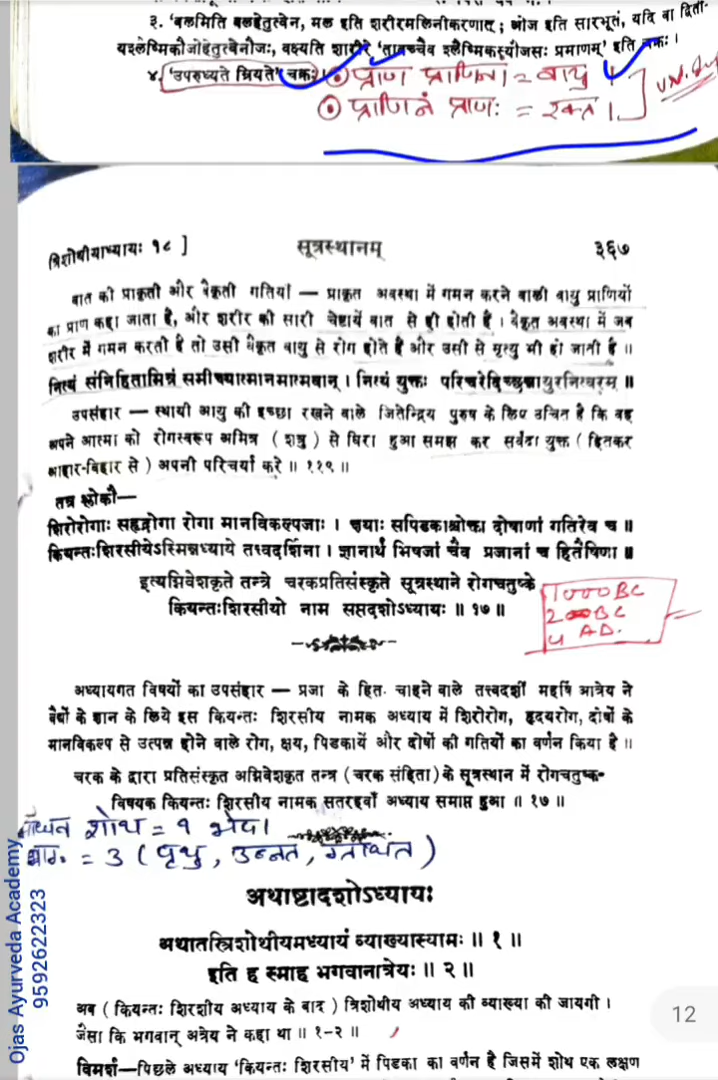 ३. 'बलमिति बलहेतुत्वेन, मल इति शरीरमलिनीकरणात्; ओज इति सारभूतं, यदि वा द्विती-
यश्लेष्मिकौजोहेतुत्वेनौजः, वक्ष्यति शारीरे 'तावच्चैव श्लैष्मिकस्यौजसः प्रमाणम्' इति चक्रः ।
४. 'उपरुध्यते म्रियते' चक्रः । प्राण प्राणिना = वायु
प्राणिनं प्राणः = रक्तं ।
त्रिशोथीयाध्यायः १८ ] सूत्रस्थानम् ३६७
वात की प्राकृती और वैकृती गतियाँ — प्राकृत अवस्था में गमन करने वाली वायु प्राणियों
का प्राण कहा जाता है, और शरीर की सारी चेष्टायें वात से ही होती हैं । वैकृत अवस्था में जब
शरीर में गमन करती है तो उसी वैकृत वायु से रोग होते हैं और उसी से मृत्यु भी हो जाती है ॥
नित्यं संनिहितामित्रं समीक्ष्यात्मानमात्मवान् । नित्यं युक्तः परिचरेदिच्छन्नायुरनित्वरम् ॥
उपसंहार — स्थायी आयु की इच्छा रखने वाले जितेन्द्रिय पुरुष के लिए उचित है कि वह
अपने आत्मा को रोगस्वरूप अमित्र ( शत्रु ) से घिरा हुआ समझ कर सर्वदा युक्त ( हितकर
आहार-विहार से ) अपनी परिचर्या करे ॥ ११९ ॥
तत्र श्लोकौ—
शिरोरोगाः सहृद्रोगा रोगा मानविकल्पजाः । क्षयाः सपिडकाश्चोक्ता दोषाणां गतिरेव च ॥
कियन्तःशिरसीयेऽस्मिन्नध्याये तत्त्वदर्शिना । ज्ञानार्थं भिषजां चैव प्रजानां च हितैषिणा ॥
इत्यग्निवेशकृते तन्त्रे चरकप्रतिसंस्कृते सूत्रस्थाने रोगचतुष्के
कियन्तःशिरसीयो नाम सप्तदशोऽध्यायः ॥ १७ ॥
1000 BC
2 BC
4 AD.
अध्यायगत विषयों का उपसंहार — प्रजा के हित चाहने वाले तत्त्वदर्शी महर्षि आत्रेय ने
वैद्यों के ज्ञान के लिये इस कियन्तः शिरसीय नामक अध्याय में शिरोरोग, हृदयरोग, दोषों के
मानविकल्प से उत्पन्न होने वाले रोग, क्षय, पिडकायें और दोषों की गतियों का वर्णन किया है ॥
चरक के द्वारा प्रतिसंस्कृत अग्निवेशकृत तन्त्र ( चरक संहिता ) के सूत्रस्थान में रोगचतुष्क-
विषयक कियन्तः शिरसीय नामक सतरहवाँ अध्याय समाप्त हुआ ॥ १७ ॥
शोथ = १ भेद।
= 3 ( पृथु, उन्नत, ग्रथित )
अथाष्टादशोऽध्यायः
अथातस्त्रिशोथीयमध्यायं व्याख्यास्यामः ॥ १ ॥
इति ह स्माह भगवानात्रेयः ॥ २ ॥
अब ( कियन्तः शिरशीय अध्याय के बाद ) त्रिशोथीय अध्याय की व्याख्या की जायगी ।
जैसा कि भगवान् अत्रेय ने कहा था ॥ १-२ ॥
विमर्श—पिछले अध्याय 'कियन्तः शिरसीय' में पिडका का वर्णन है जिसमें शोथ एक लक्षण
Ojas Ayurveda Academy
9592622323
12